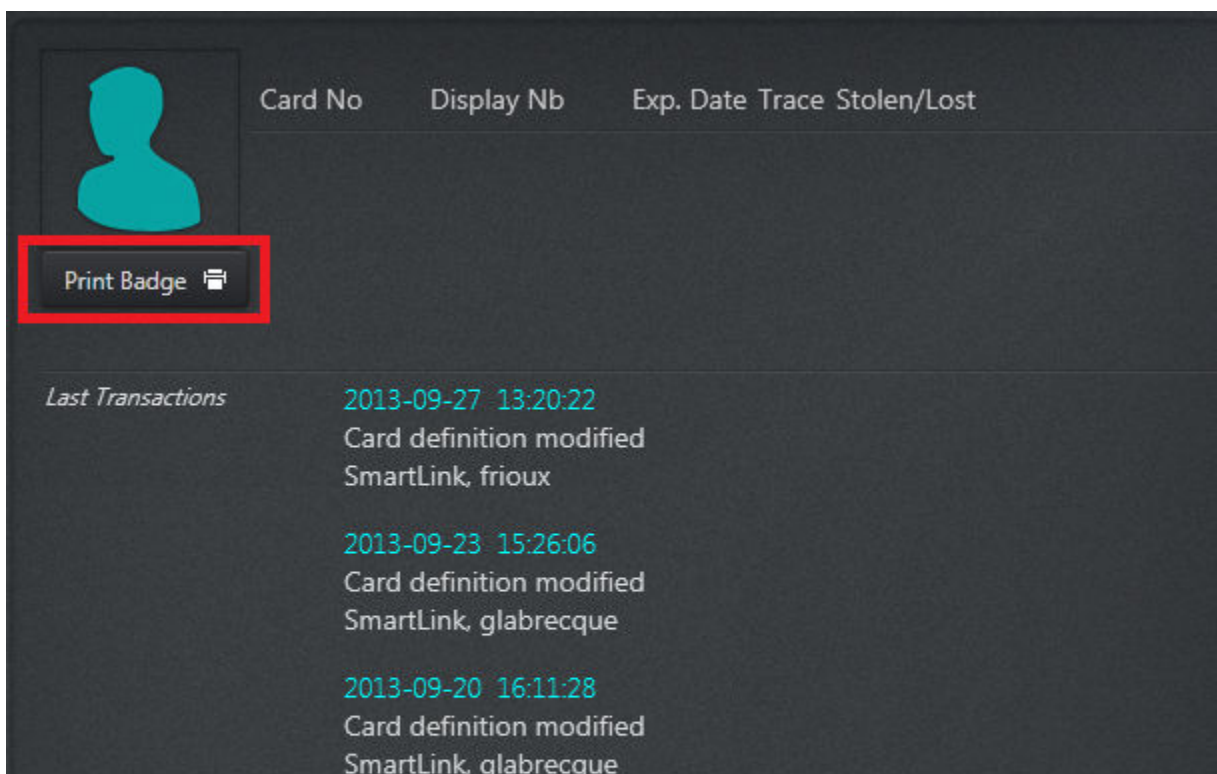 Card No Display Nb Exp. Date Trace Stolen/Lost
Print Badge
Last Transactions
2013-09-27 13:20:22
Card definition modified
SmartLink, frioux
2013-09-23 15:26:06
Card definition modified
SmartLink, glabrecque
2013-09-20 16:11:28
Card definition modified
SmartLink, glabrecque